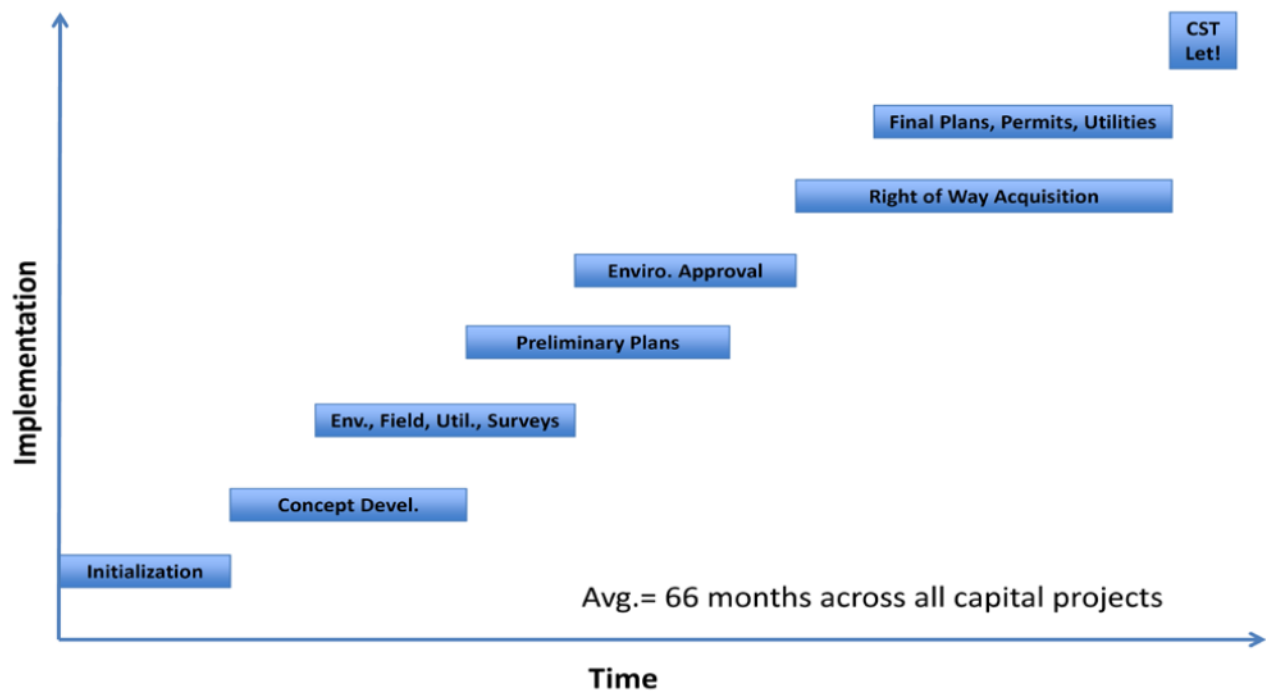 CST
Let!
Final Plans, Permits, Utilities
Right of Way Acquisition
Enviro. Approval
Preliminary Plans
Env., Field, Util., Surveys
Concept Devel.
Initialization
Avg.= 66 months across all capital projects
Implementation
Time